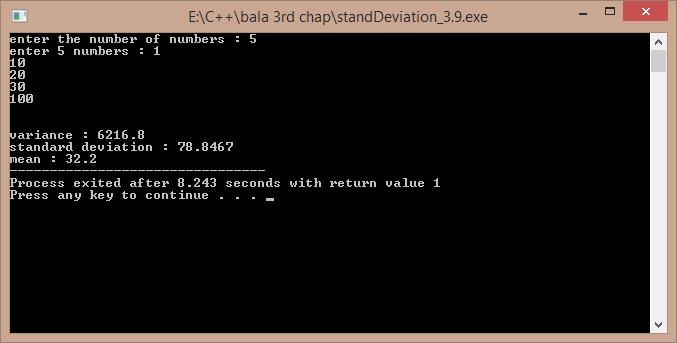 E:\C++\bala 3rd chap\standDeviation_3.9.exe
enter the number of numbers : 5
enter 5 numbers : 1
10
20
30
100
variance : 6216.8
standard deviation : 78.8467
mean : 32.2
--------------------------------
Process exited after 8.243 seconds with return value 1
Press any key to continue . . . _